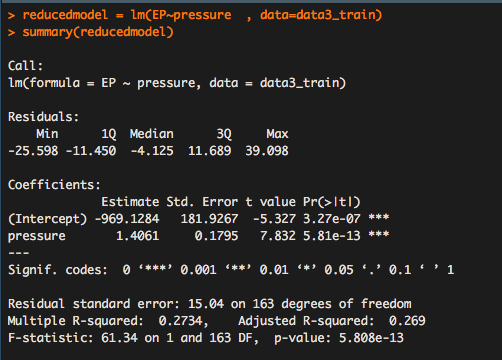 > reducedmodel = lm(EP~pressure  , data=data3_train)
> summary(reducedmodel)
Call:
lm(formula = EP ~ pressure, data = data3_train)
Residuals:
    Min      1Q  Median      3Q     Max
-25.598 -11.450  -4.125  11.689  39.098
Coefficients:
             Estimate Std. Error t value Pr(>|t|)
(Intercept) -969.1284   181.9267  -5.327 3.27e-07 ***
pressure       1.4061     0.1795   7.832 5.81e-13 ***
---
Signif. codes:  0 ‘***’ 0.001 ‘**’ 0.01 ‘*’ 0.05 ‘.’ 0.1 ‘ ’ 1
Residual standard error: 15.04 on 163 degrees of freedom
Multiple R-squared:  0.2734,	Adjusted R-squared:  0.269
F-statistic: 61.34 on 1 and 163 DF,  p-value: 5.808e-13